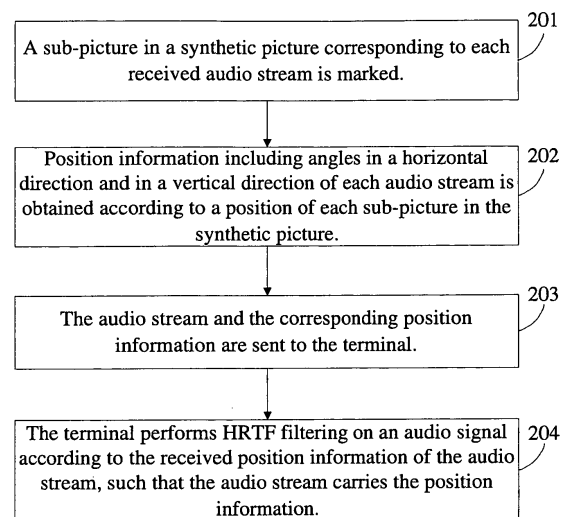 201
A sub-picture in a synthetic picture corresponding to each
received audio stream is marked.
202
Position information including angles in a horizontal
direction and in a vertical direction of each audio stream is
obtained according to a position of each sub-picture in the
synthetic picture.
203
The audio stream and the corresponding position
information are sent to the terminal.
204
The terminal performs HRTF filtering on an audio signal
according to the received position information of the audio
stream, such that the audio stream carries the position
information.